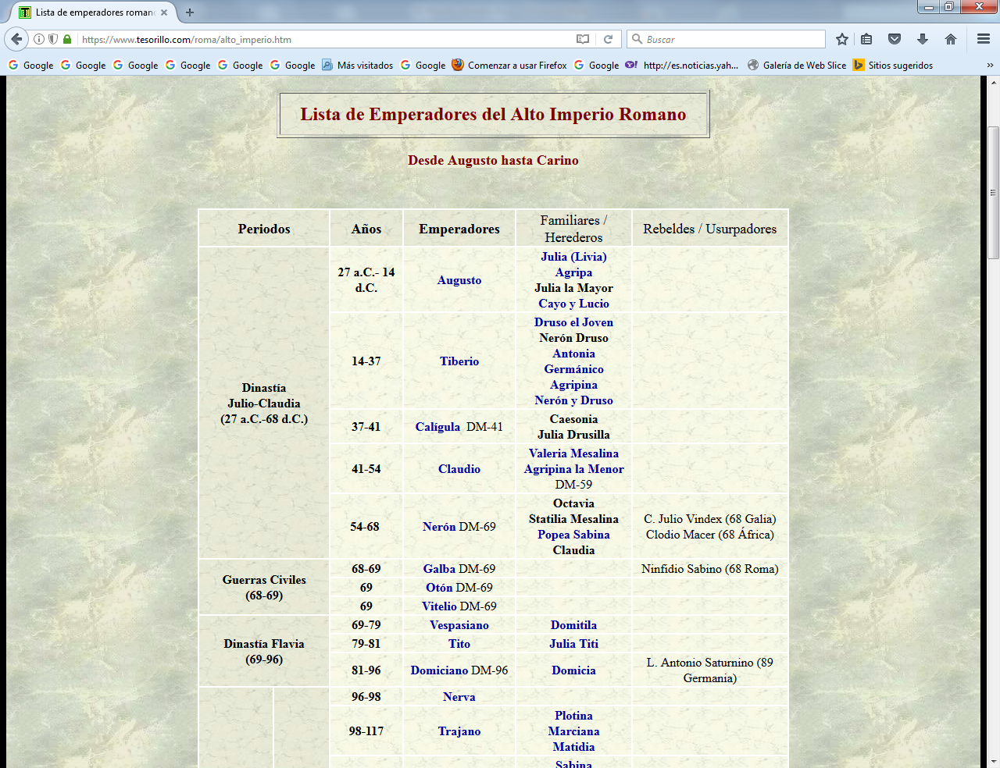 Lista de emperadores roman
https://www.tesorillo.com/roma/alto_imperio.htm
Buscar
Google
Google
Google
Google
Google
Google
Más visitados
Google
Comenzar a usar Firefox
Google
http://es.noticias.yah...
Galería de Web Slice
Sitios sugeridos
Lista de Emperadores del Alto Imperio Romano
Desde Augusto hasta Carino
Periodos
Años
Emperadores
Familiares /
Herederos
Rebeldes / Usurpadores
Dinastía
Julio-Claudia
(27 a.C.-68 d.C.)
27 a.C.- 14
d.C.
Augusto
Julia (Livia)
Agripa
Julia la Mayor
Cayo y Lucio
14-37
Tiberio
Druso el Joven
Nerón Druso
Antonia
Germánico
Agripina
Nerón y Druso
37-41
Calígula DM-41
Caesonia
Julia Drusilla
41-54
Claudio
Valeria Mesalina
Agripina la Menor
DM-59
54-68
Nerón DM-69
Octavia
Statilia Mesalina
Popea Sabina
Claudia
C. Julio Vindex (68 Galia)
Clodio Macer (68 África)
Guerras Civiles
(68-69)
68-69
Galba DM-69
Ninfidio Sabino (68 Roma)
69
Otón DM-69
69
Vitelio DM-69
Dinastía Flavia
(69-96)
69-79
Vespasiano
Domitila
79-81
Tito
Julia Titi
81-96
Domiciano DM-96
Domicia
L. Antonio Saturnino (89
Germania)
96-98
Nerva
98-117
Trajano
Plotina
Marciana
Matidia
Sabina